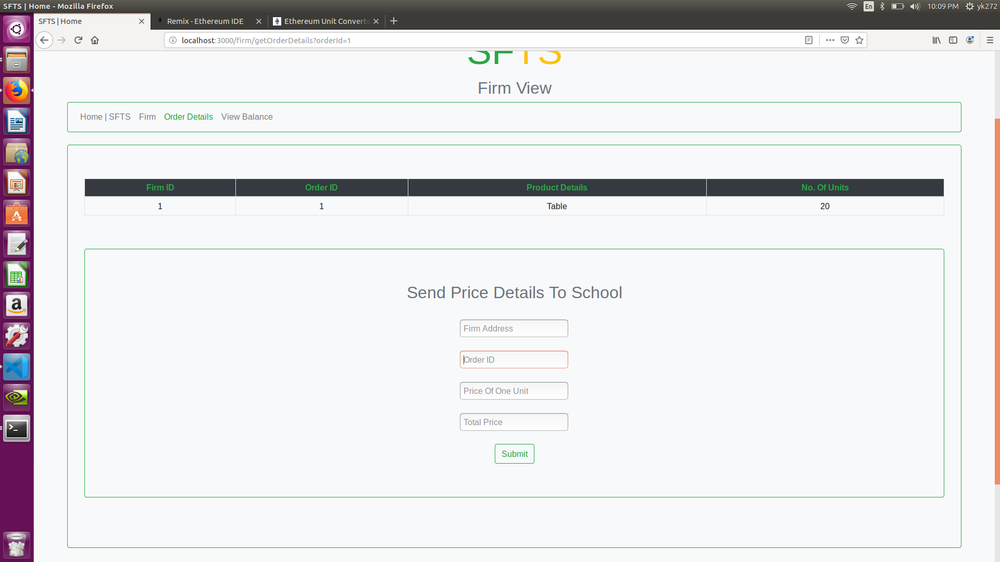 SFTS | Home - Mozilla Firefox
En
10:09 PM
yk272
SFTS | Home
Remix - Ethereum IDE
Ethereum Unit Converte
localhost:3000/firm/getOrderDetails?orderId=1
SFTS
Firm View
Home | SFTS Firm Order Details View Balance
Firm ID Order ID Product Details No. Of Units
1 1 Table 20
Send Price Details To School
Firm Address
Order ID
Price Of One Unit
Total Price
Submit